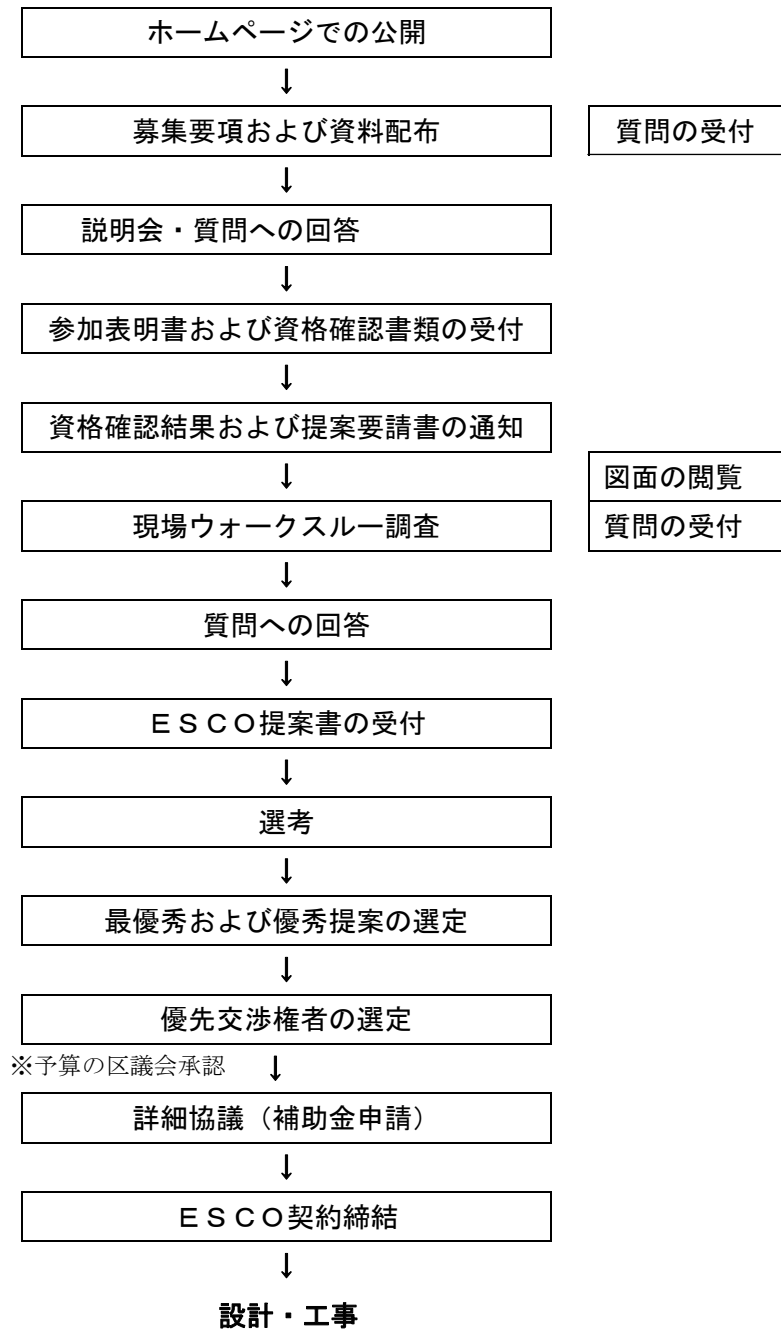 ホームページでの公開
↓
募集要項および資料配布
質問の受付
↓
説明会・質問への回答
↓
参加表明書および資格確認書類の受付
↓
資格確認結果および提案要請書の通知
↓
図面の閲覧
現場ウォークスルー調査
質問の受付
↓
質問への回答
↓
ＥＳＣＯ提案書の受付
↓
選考
↓
最優秀および優秀提案の選定
↓
優先交渉権者の選定
※予算の区議会承認 ↓
詳細協議（補助金申請）
↓
ＥＳＣＯ契約締結
↓
設計・工事